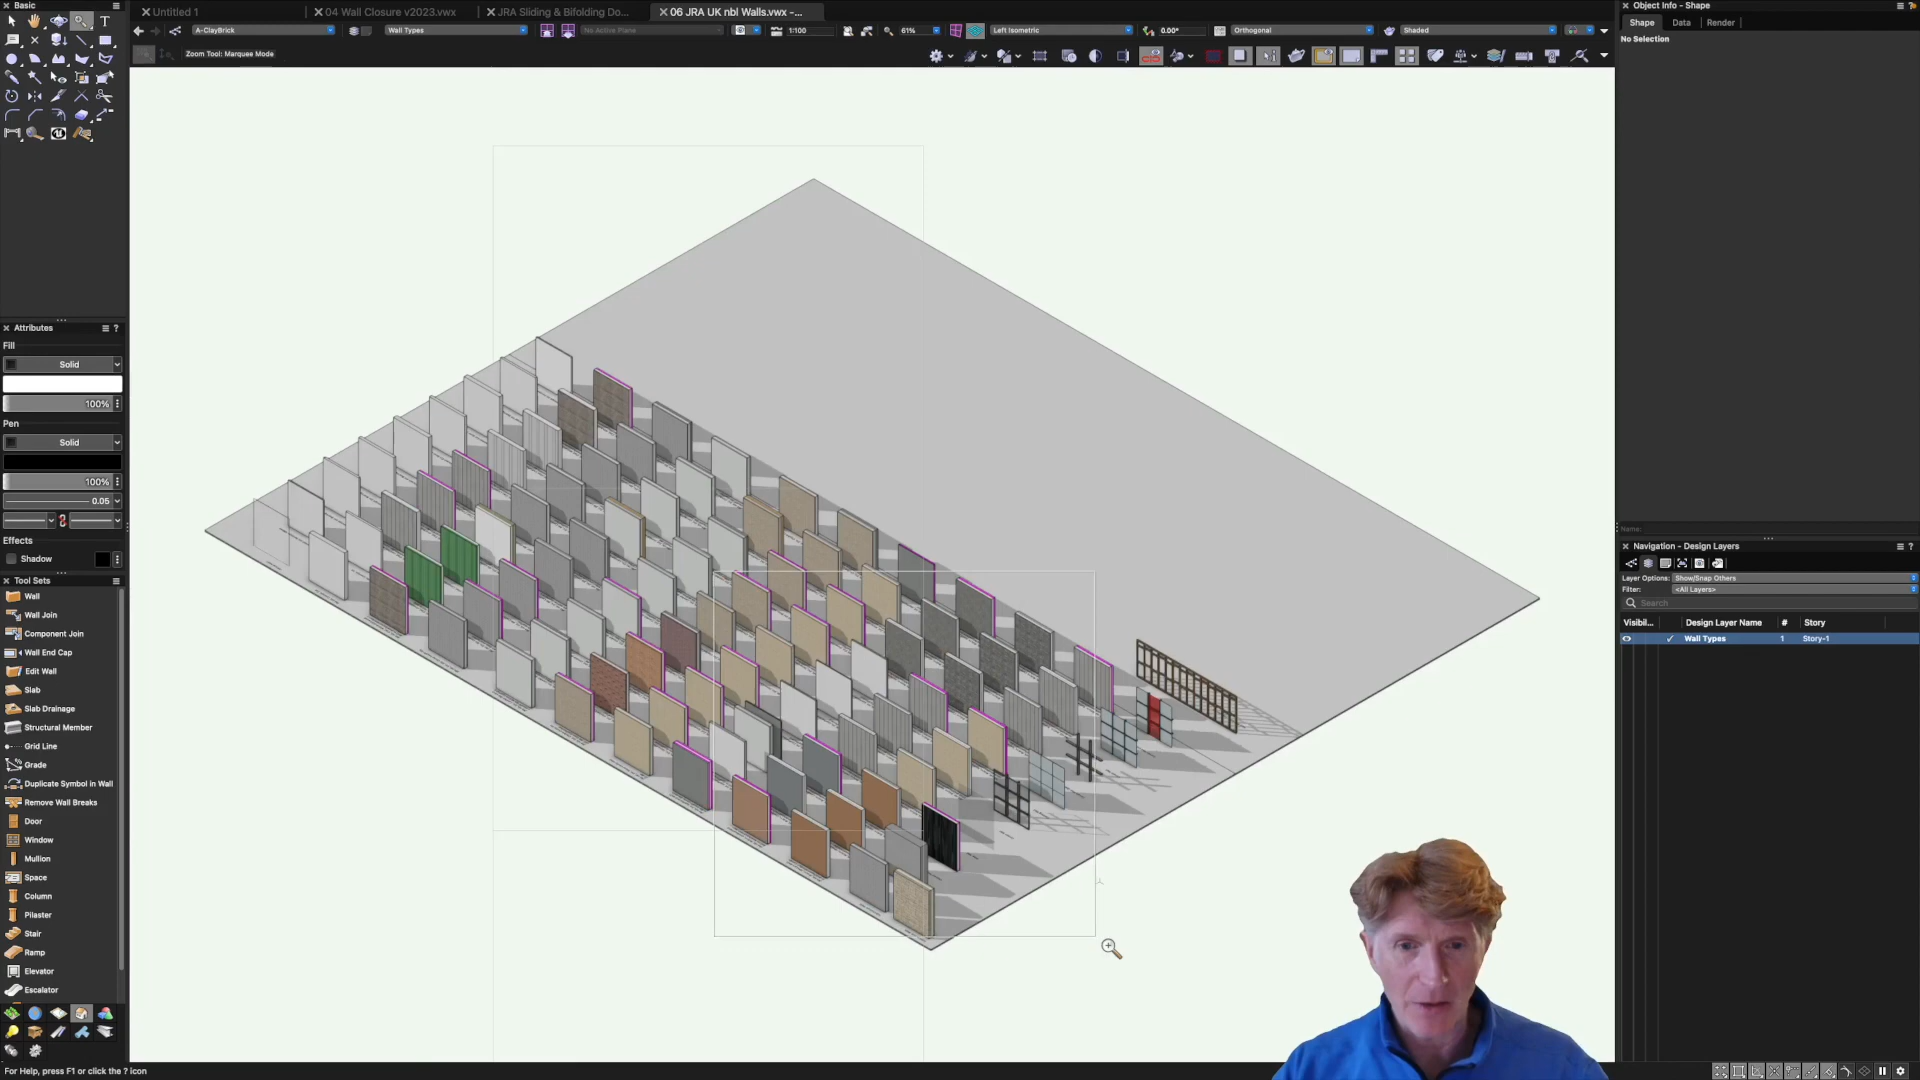 Basic
Untitled 1
04 Wall Closure v2023.vwx
JRA Sliding & Bifolding Do...
06 JRA UK nbl Walls.vwx -...
Object Info - Shape
A-ClayBrick
Wall Types
No Active Plane
1:100
61%
Left Isometric
0.00°
Orthogonal
Shaded
Shape
Data
Render
No Selection
Zoom Tool: Marquee Mode
Attributes
Fill
Solid
100%
Pen
Solid
100%
0.05
Effects
Shadow
Tool Sets
Wall
Wall Join
Component Join
Wall End Cap
Edit Wall
Slab
Slab Drainage
Structural Member
Grid Line
Grade
Duplicate Symbol in Wall
Remove Wall Breaks
Door
Window
Mullion
Space
Column
Pilaster
Stair
Ramp
Elevator
Escalator
Name:
Navigation - Design Layers
Layer Options:
Show/Snap Others
Filter:
<All Layers>
Search
Visibil...
Design Layer Name
#
Story
Wall Types
1
Story-1
For Help, press F1 or click the ? icon